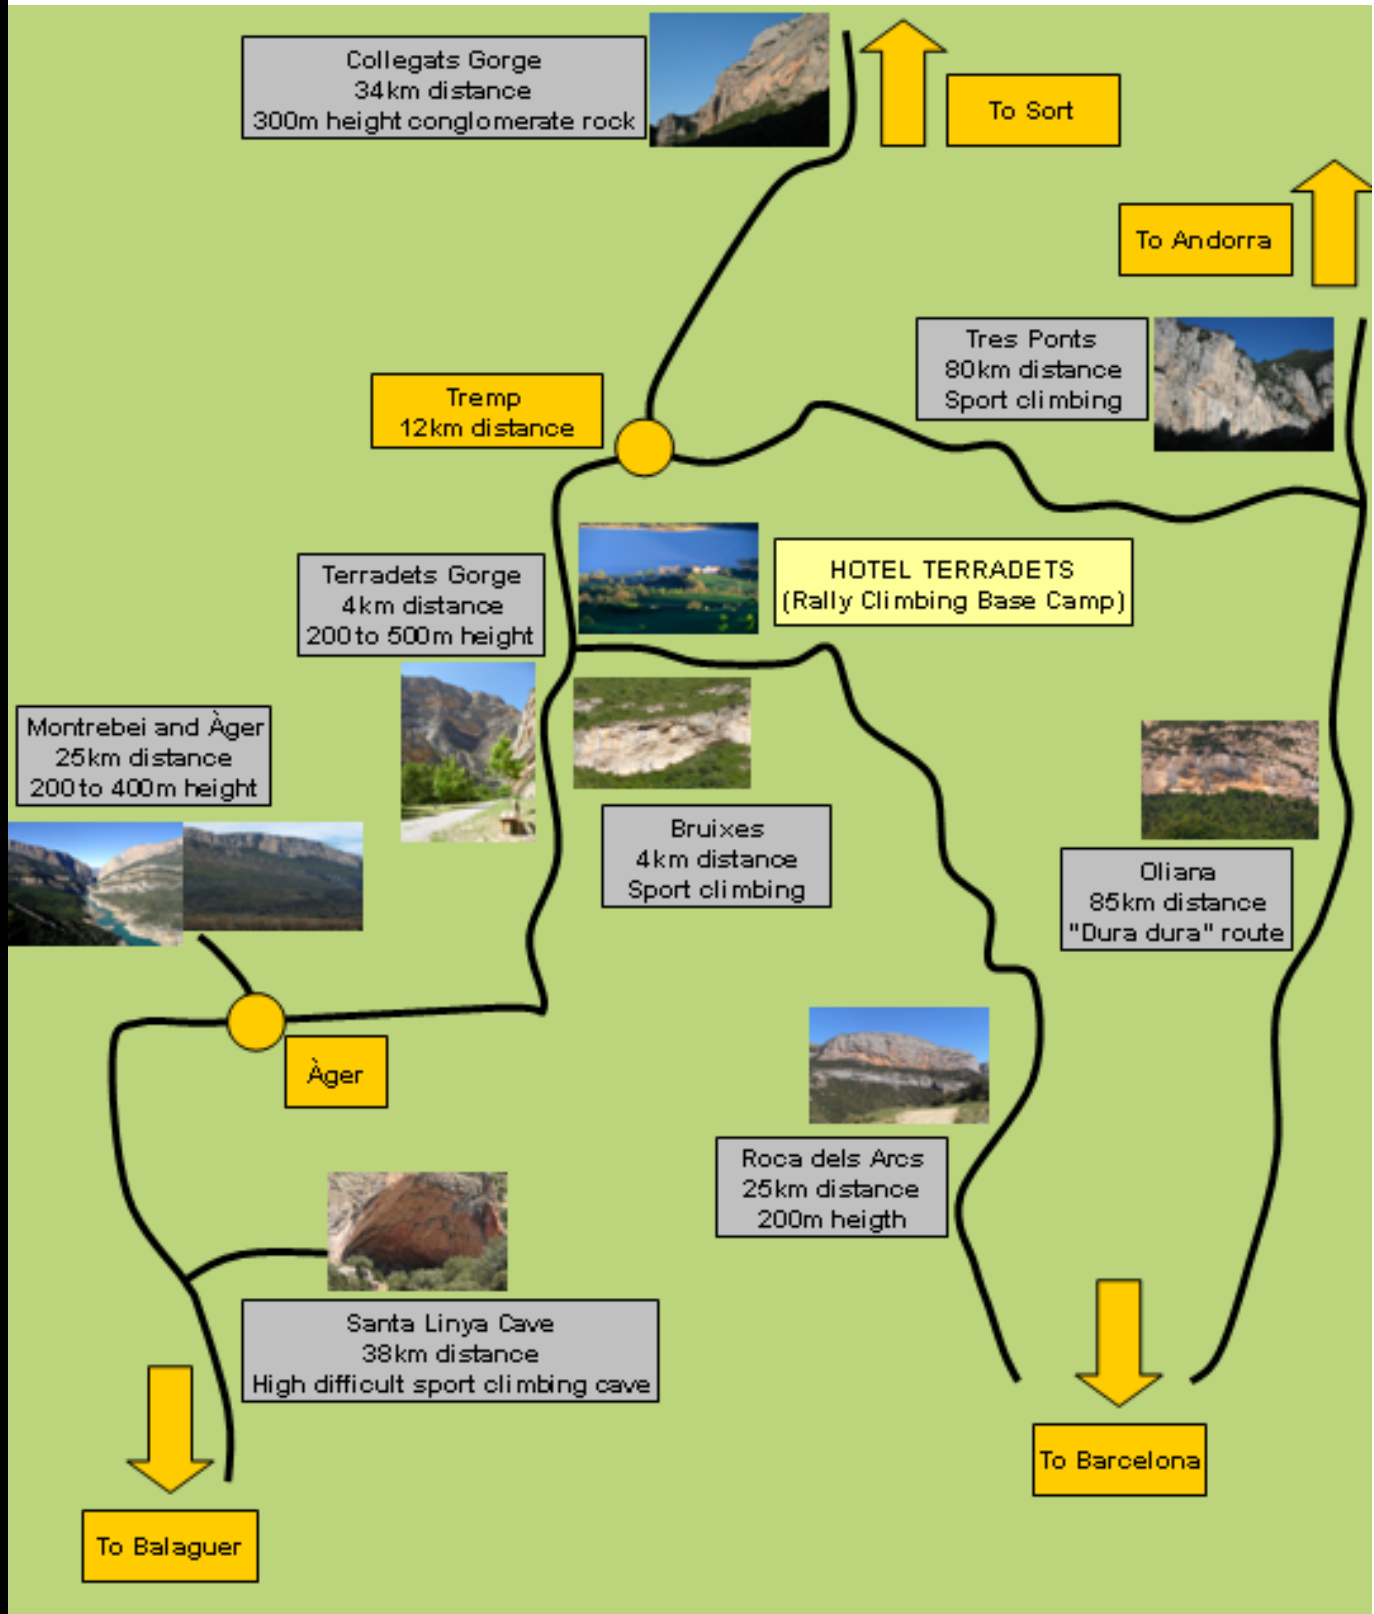 Collegats Gorge
34km distance
300m height conglomerate rock
To Sort
To Andorra
Tres Ponts
80km distance
Sport climbing
Tremp
12km distance
HOTEL TERRADETS
(Rally Climbing Base Camp)
Terradets Gorge
4km distance
200 to 500m height
Montrebei and Àger
25km distance
200 to 400m height
Bruixes
4km distance
Sport climbing
Oliana
85km distance
"Dura dura" route
Àger
Roca dels Arcs
25km distance
200m heigth
Santa Linya Cave
38km distance
High difficult sport climbing cave
To Barcelona
To Balaguer